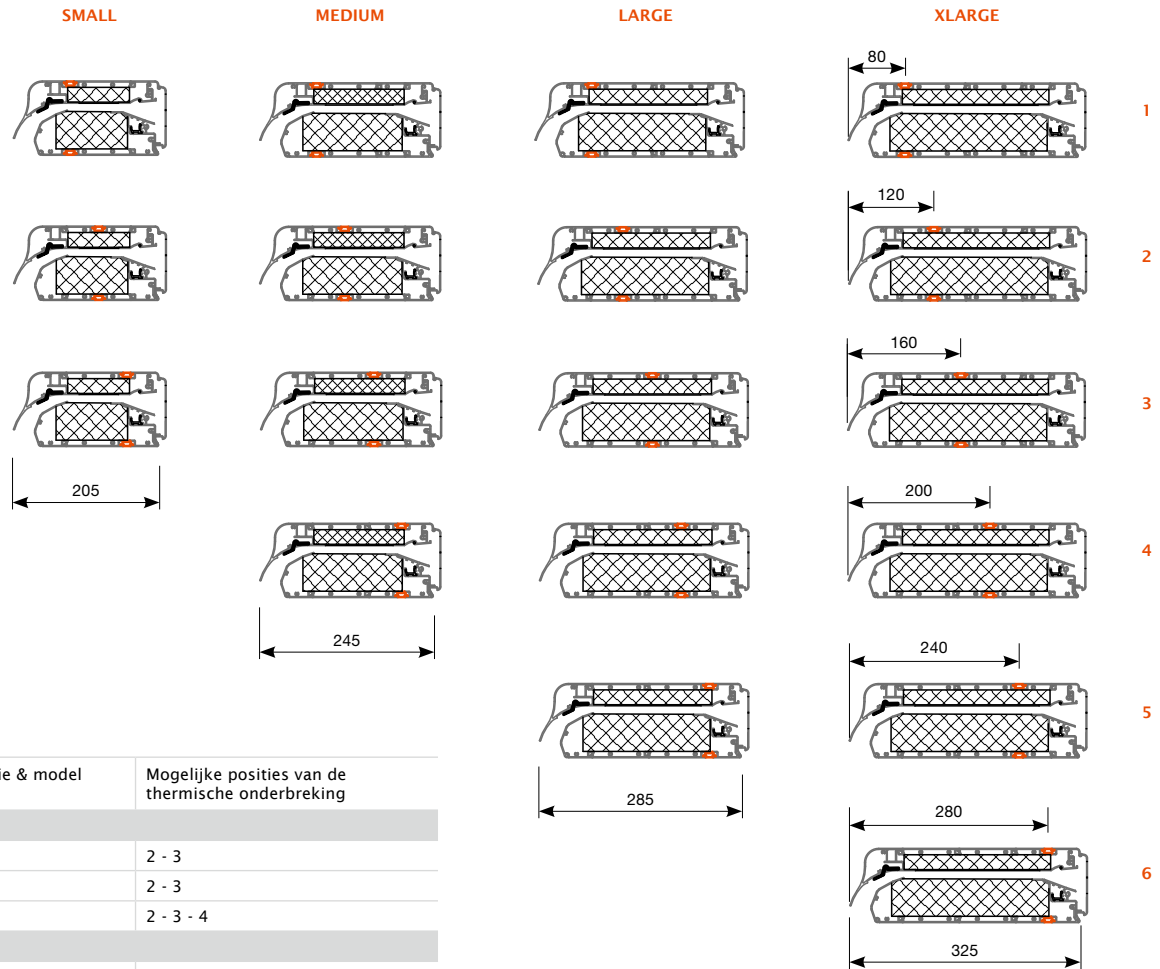 SMALL MEDIUM LARGE XLARGE
80
1
120
2
160
3
205
200
4
245
240
5
285
280
6
325
ie & model Mogelijke posities van de
thermische onderbreking
2 - 3
2 - 3
2 - 3 - 4